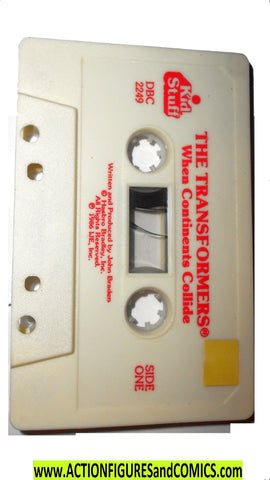 Kid
Stuff
DBC
2249
THE TRANSFORMERS®
When Continents Collide
Written and Produced by John Braden
© Hasbro Bradley, Inc.
All Rights Reserved.
℗ 1986 IJE, Inc.
SIDE
ONE
www.ACTIONFIGURESandCOMICS.com